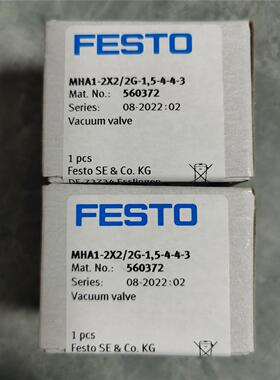 FESTO
MHA1-2X2/2G-1,5-4-4-3
Mat. No.: 560372
Series: 08-2022:02
Vacuum valve
1 pcs
Festo SE & Co. KG
FESTO
MHA1-2X2/2G-1,5-4-4-3
Mat. No.: 560372
Series: 08-2022:02
Vacuum valve
1 pcs
Festo SE & Co. KG